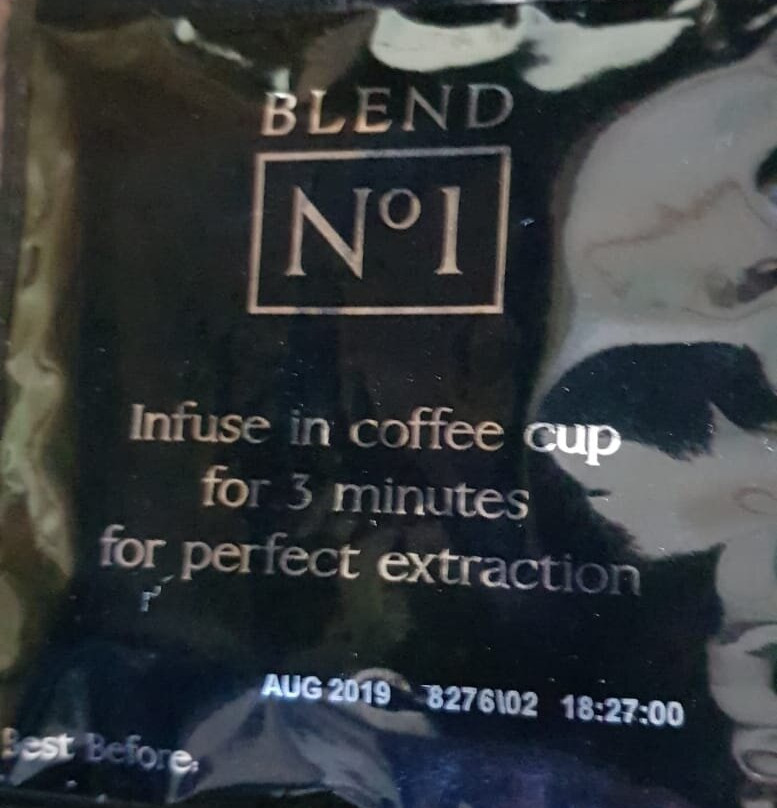 BLEND
Nº1
Infuse in coffee cup
for 3 minutes
for perfect extraction
AUG 2019 8276\02 18:27:00
Best Before: